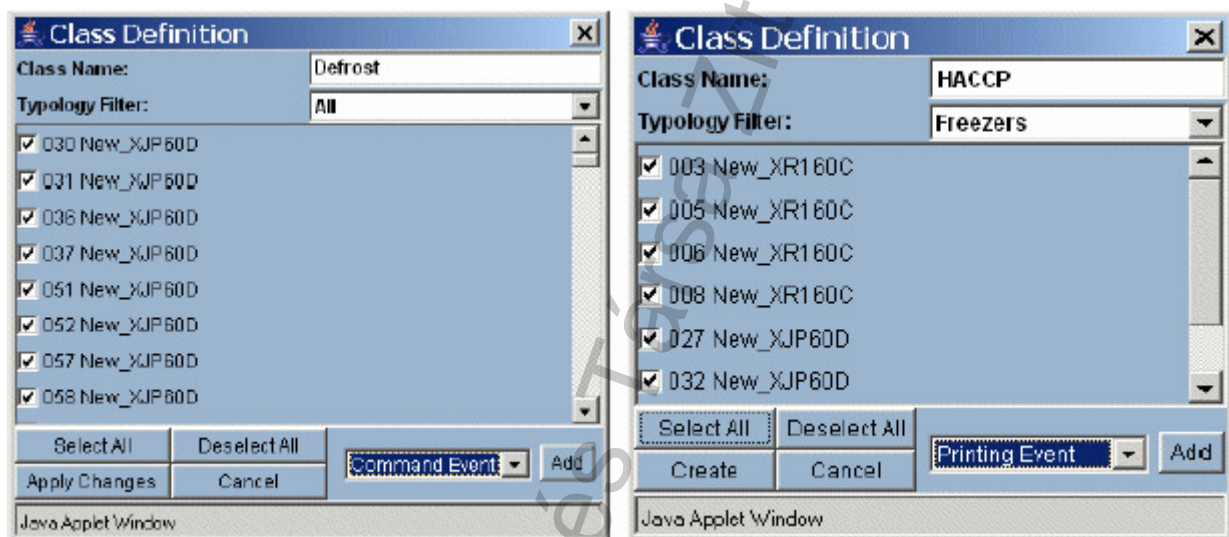 Class Definition
Class Name: Defrost
Typology Filter: All
030 New_XJP60D
031 New_XJP60D
036 New_XJP60D
037 New_XJP60D
051 New_XJP60D
052 New_XJP60D
057 New_XJP60D
058 New_XJP60D
Select All Deselect All
Command Event Add
Apply Changes Cancel
Java Applet Window
Class Definition
Class Name: HACCP
Typology Filter: Freezers
003 New_XR160C
005 New_XR160C
006 New_XR160C
008 New_XR160C
027 New_XJP60D
032 New_XJP60D
Select All Deselect All
Printing Event Add
Create Cancel
Java Applet Window
és Társa Z